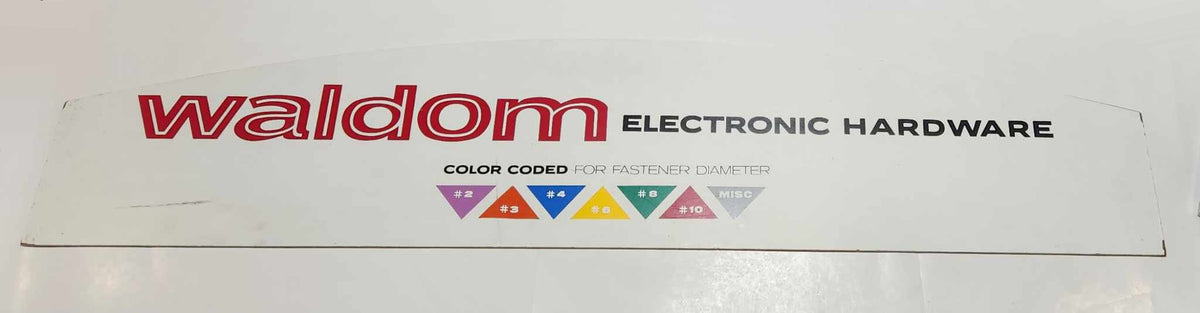 waldom ELECTRONIC HARDWARE
COLOR CODED FOR FASTENER DIAMETER
#2 #3 #4 #6 #8 #10 MISC